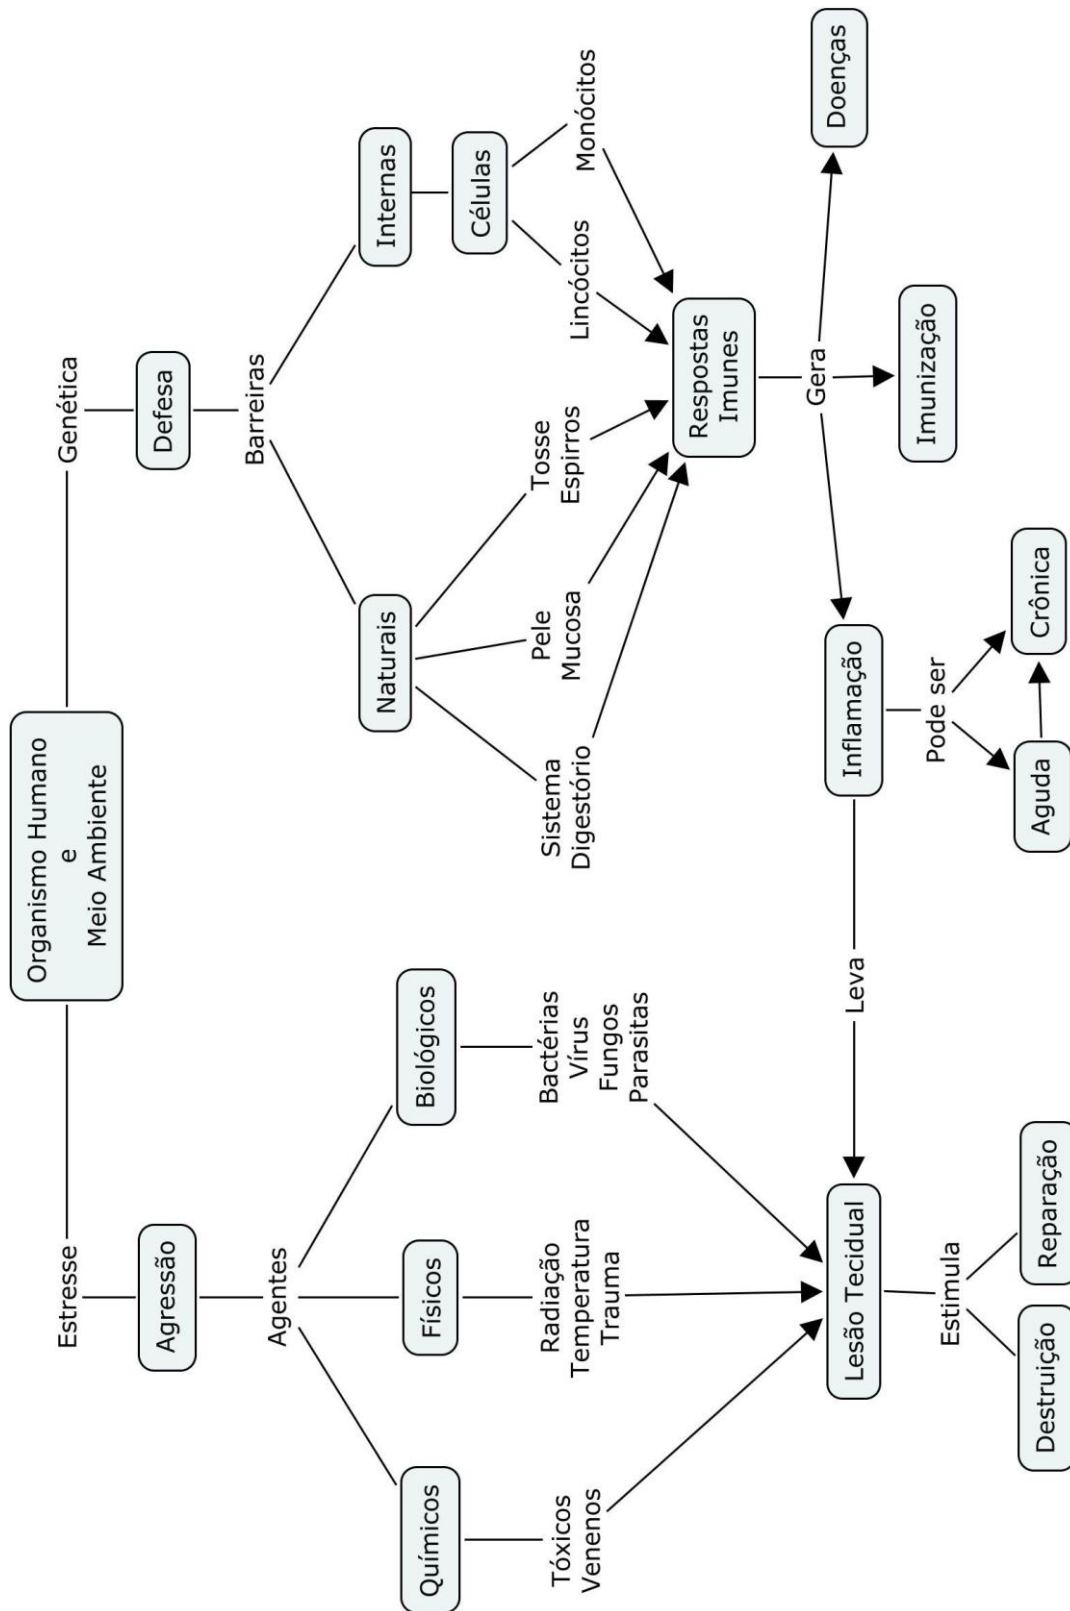 Organismo Humano
e
Meio Ambiente
Estresse
Genética
Agressão
Defesa
Agentes
Barreiras
Químicos
Físicos
Biológicos
Naturais
Internas
Células
Tóxicos
Venenos
Radiação
Temperatura
Trauma
Bactérias
Vírus
Fungos
Parasitas
Sistema
Digestório
Pele
Mucosa
Tosse
Espirros
Lincócitos
Monócitos
Respostas
Imunes
Gera
Lesão Tecidual
Leva
Inflamação
Imunização
Doenças
Estimula
Pode ser
Destruição
Reparação
Aguda
Crônica